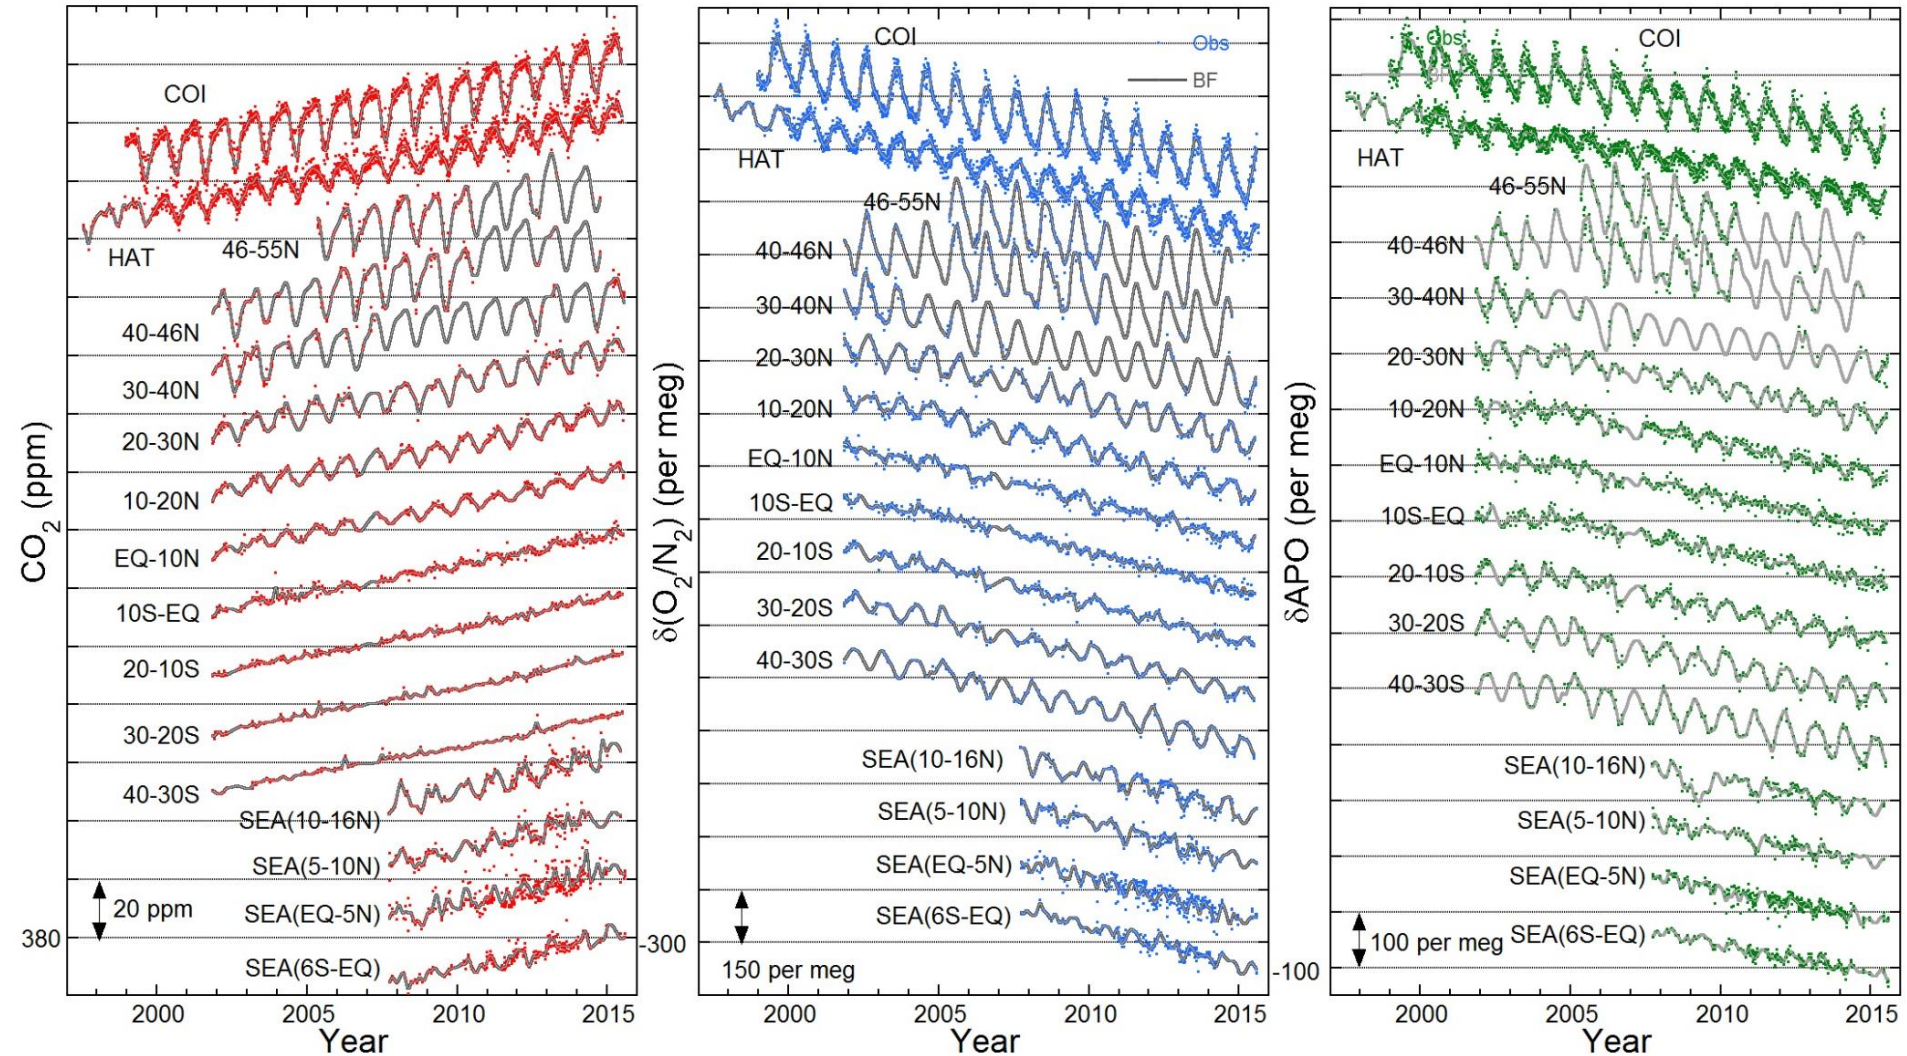 COI
HAT
46-55N
40-46N
30-40N
20-30N
10-20N
EQ-10N
10S-EQ
20-10S
30-20S
40-30S
SEA(10-16N)
SEA(5-10N)
SEA(EQ-5N)
SEA(6S-EQ)
20 ppm
380
CO2 (ppm)
2000 2005 2010 2015
Year
COI
Obs
BF
HAT
46-55N
40-46N
30-40N
20-30N
10-20N
EQ-10N
10S-EQ
20-10S
30-20S
40-30S
SEA(10-16N)
SEA(5-10N)
SEA(EQ-5N)
SEA(6S-EQ)
150 per meg
-300
δ(O2/N2) (per meg)
2000 2005 2010 2015
Year
Obs
BF
COI
HAT
46-55N
40-46N
30-40N
20-30N
10-20N
EQ-10N
10S-EQ
20-10S
30-20S
40-30S
SEA(10-16N)
SEA(5-10N)
SEA(EQ-5N)
SEA(6S-EQ)
100 per meg
-100
δAPO (per meg)
2000 2005 2010 2015
Year